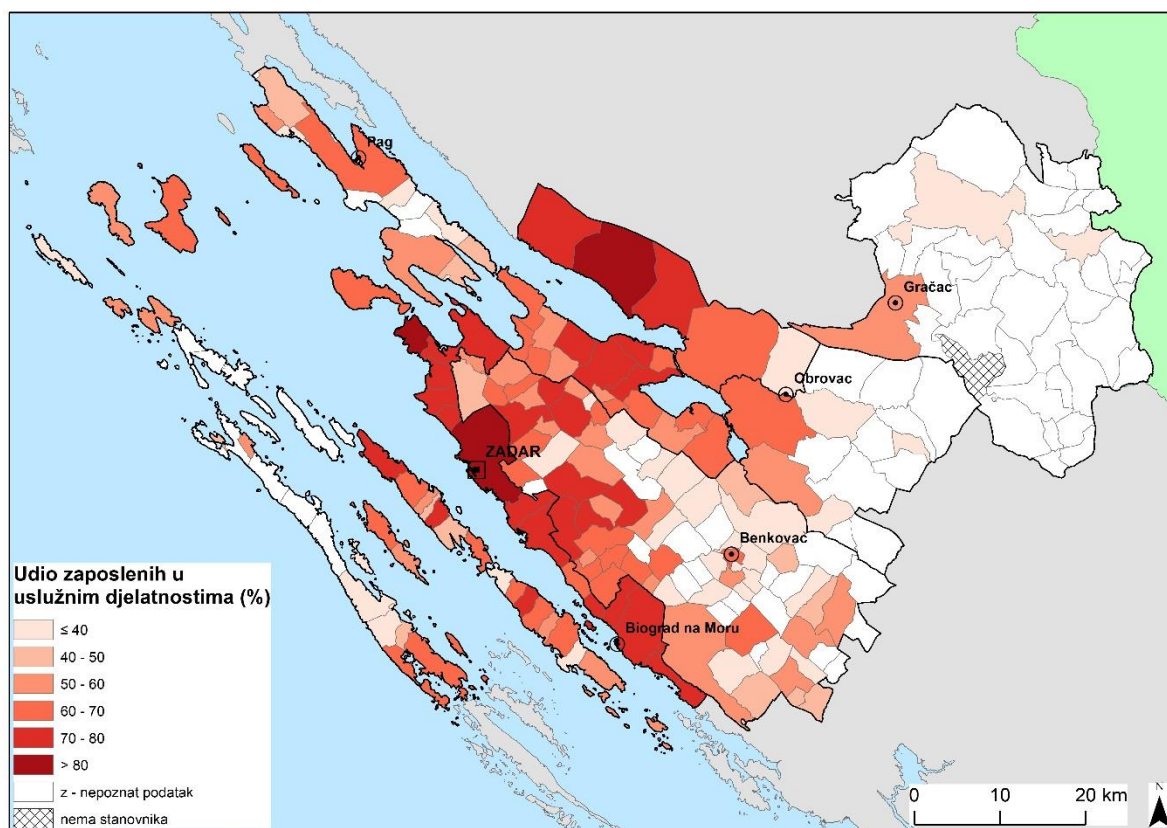 Pag
Gračac
Obrovac
ZADAR
Benkovac
Biograd na Moru
Udio zaposlenih u
uslužnim djelatnostima (%)
≤ 40
40 - 50
50 - 60
60 - 70
70 - 80
> 80
z - nepoznat podatak
nema stanovnika
0 10 20 km
N